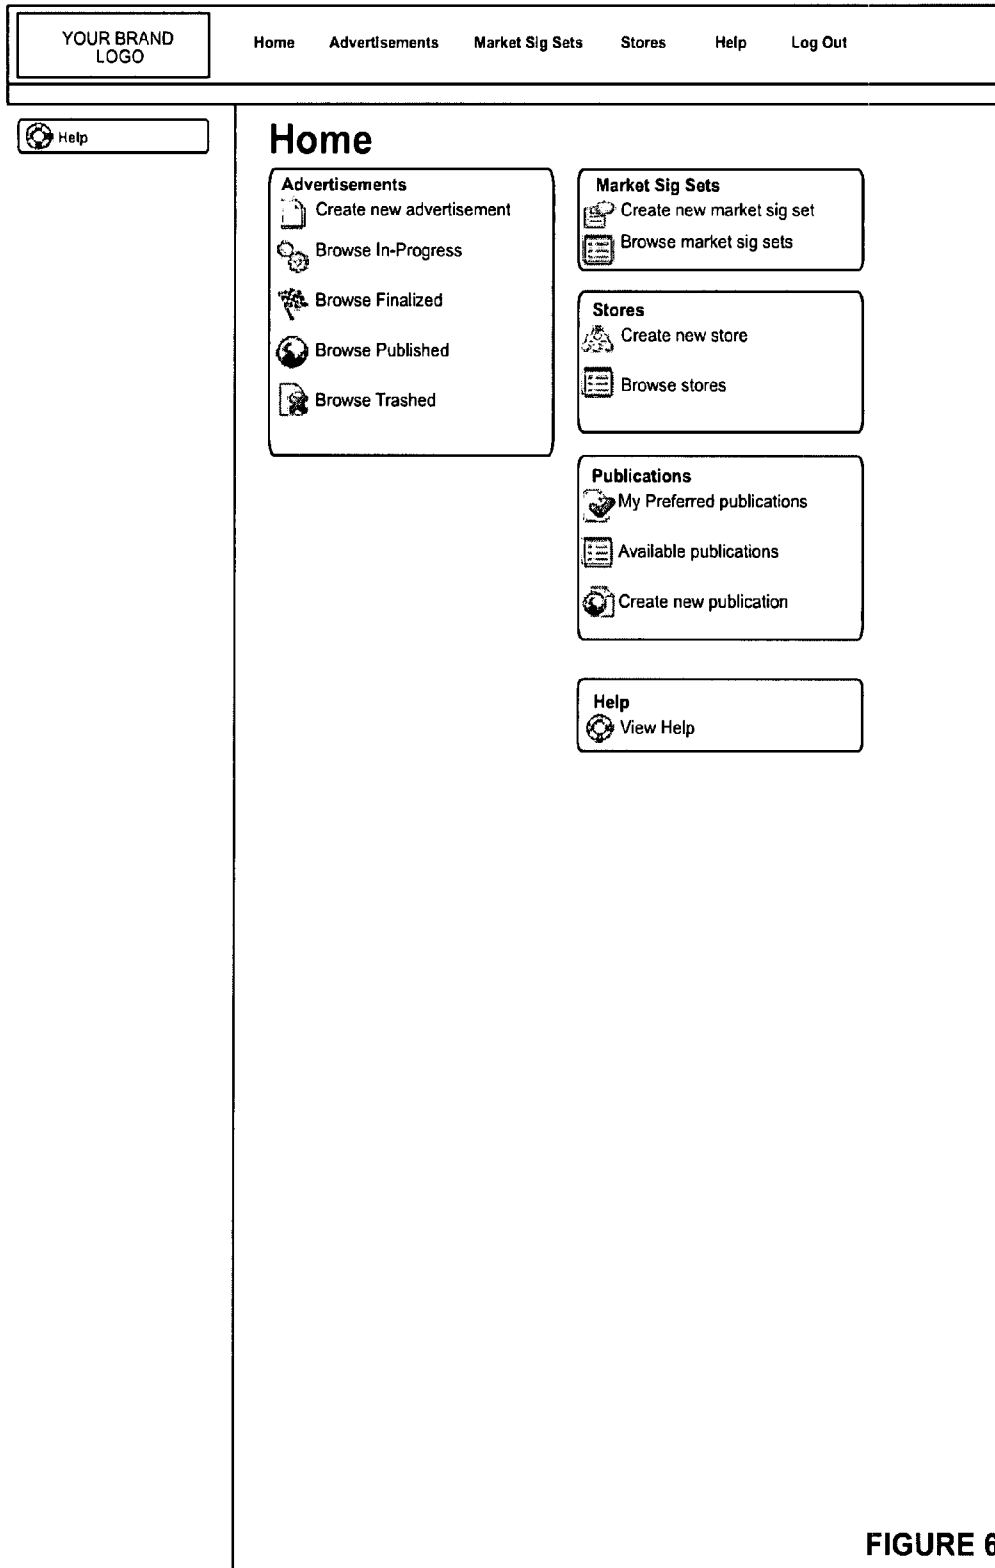 YOUR BRAND
LOGO
Home Advertisements Market Sig Sets Stores Help Log Out
Help
Home
Advertisements
Create new advertisement
Browse In-Progress
Browse Finalized
Browse Published
Browse Trashed
Market Sig Sets
Create new market sig set
Browse market sig sets
Stores
Create new store
Browse stores
Publications
My Preferred publications
Available publications
Create new publication
Help
View Help
FIGURE 6